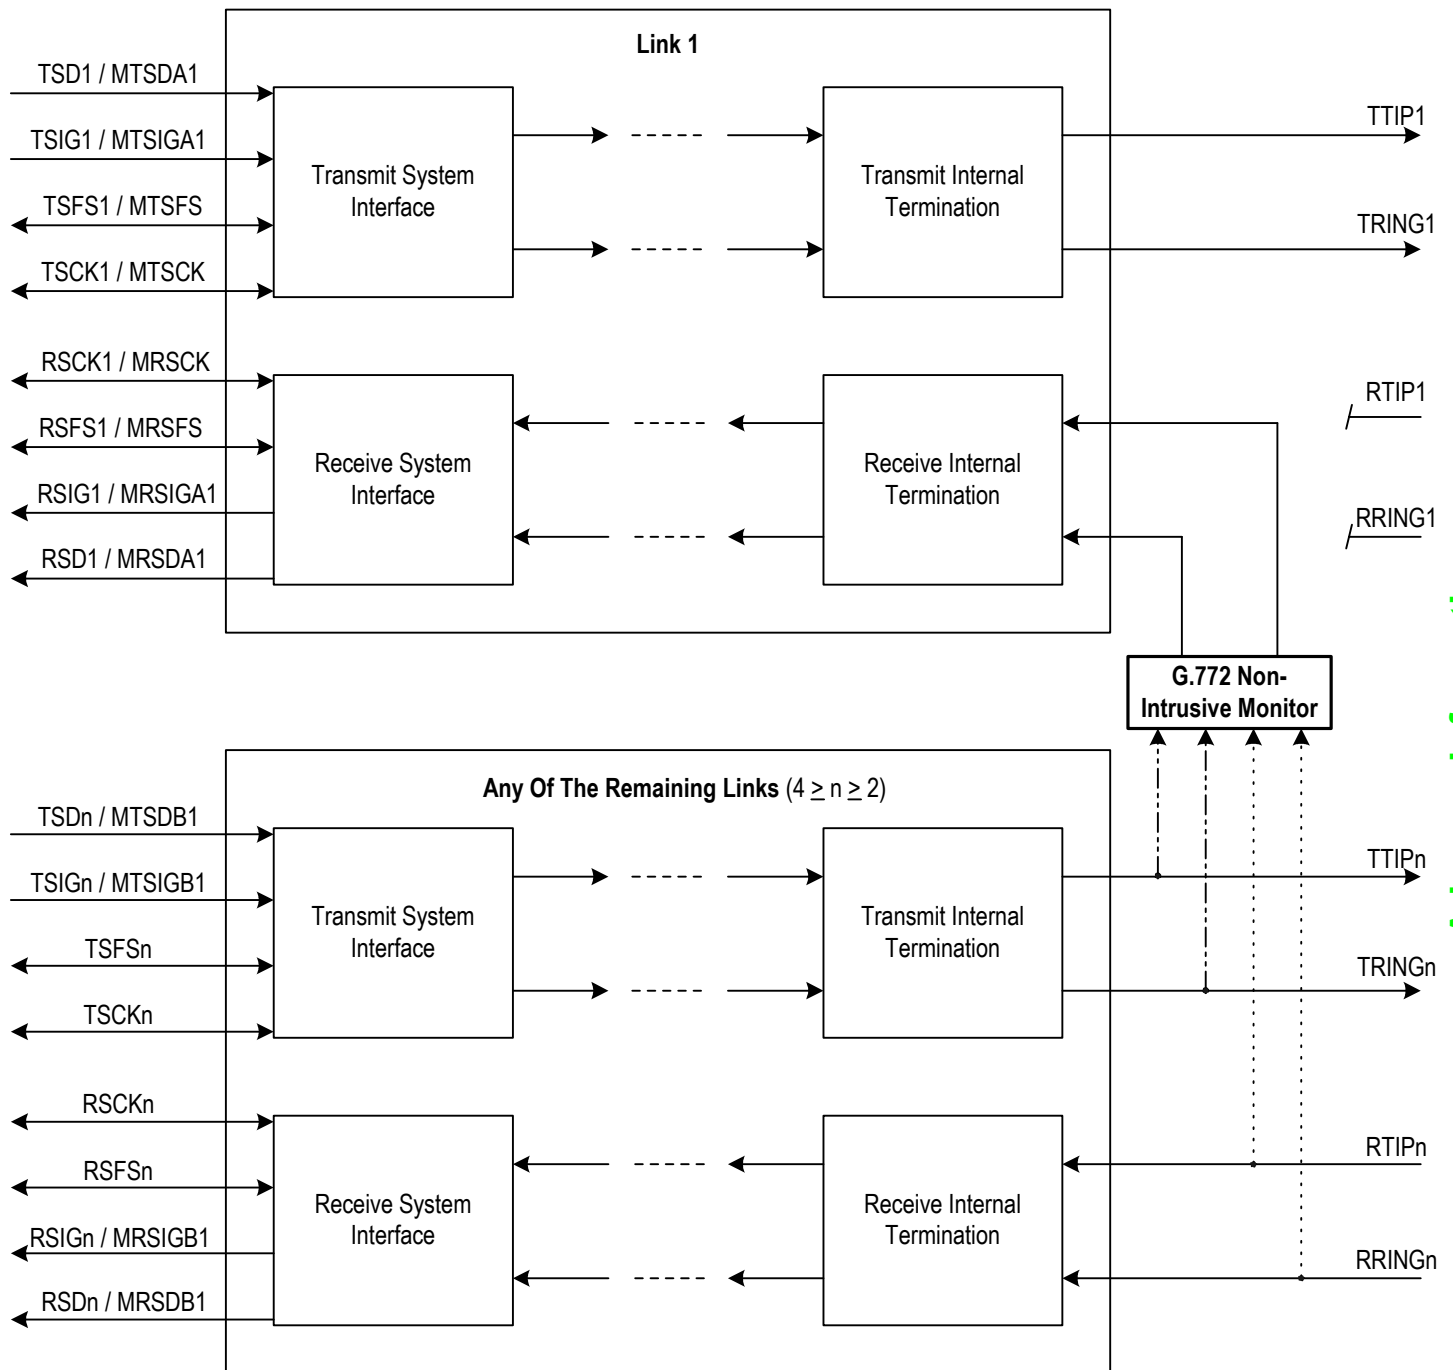 Link 1
TSD1 / MTSDA1
TSIG1 / MTSIGA1
TSFS1 / MTSFS
TSCK1 / MTSCK
Transmit System
Interface
Transmit Internal
Termination
TTIP1
TRING1
RSCK1 / MRSCK
RSFS1 / MRSFS
RSIG1 / MRSIGA1
RSD1 / MRSDA1
Receive System
Interface
Receive Internal
Termination
RTIP1
RRING1
G.772 Non-
Intrusive Monitor
Any Of The Remaining Links (4 ≥ n ≥ 2)
TSDn / MTSDB1
TSIGn / MTSIGB1
TSFSn
TSCKn
Transmit System
Interface
Transmit Internal
Termination
TTIPn
TRINGn
RSCKn
RSFSn
RSIGn / MRSIGB1
RSDn / MRSDB1
Receive System
Interface
Receive Internal
Termination
RTIPn
RRINGn